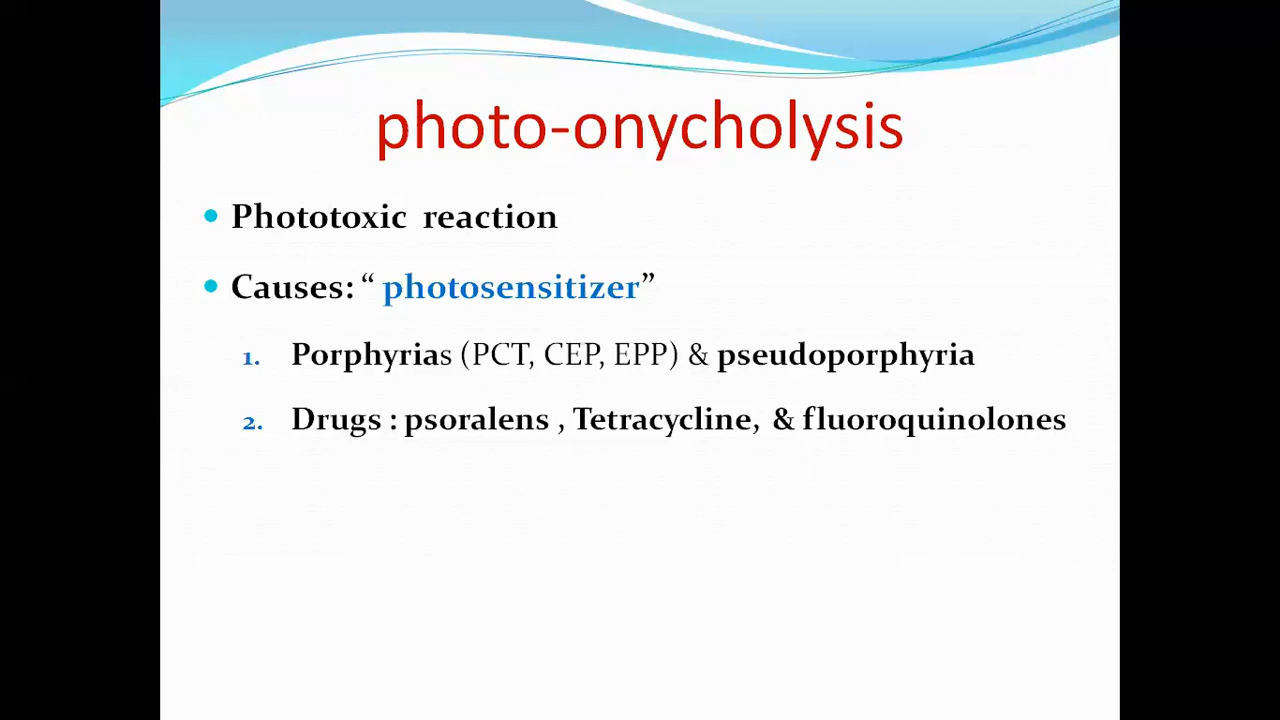 photo-onycholysis
• Phototoxic reaction
• Causes: “ photosensitizer”
1. Porphyrias (PCT, CEP, EPP) & pseudoporphyria
2. Drugs : psoralens , Tetracycline, & fluoroquinolones